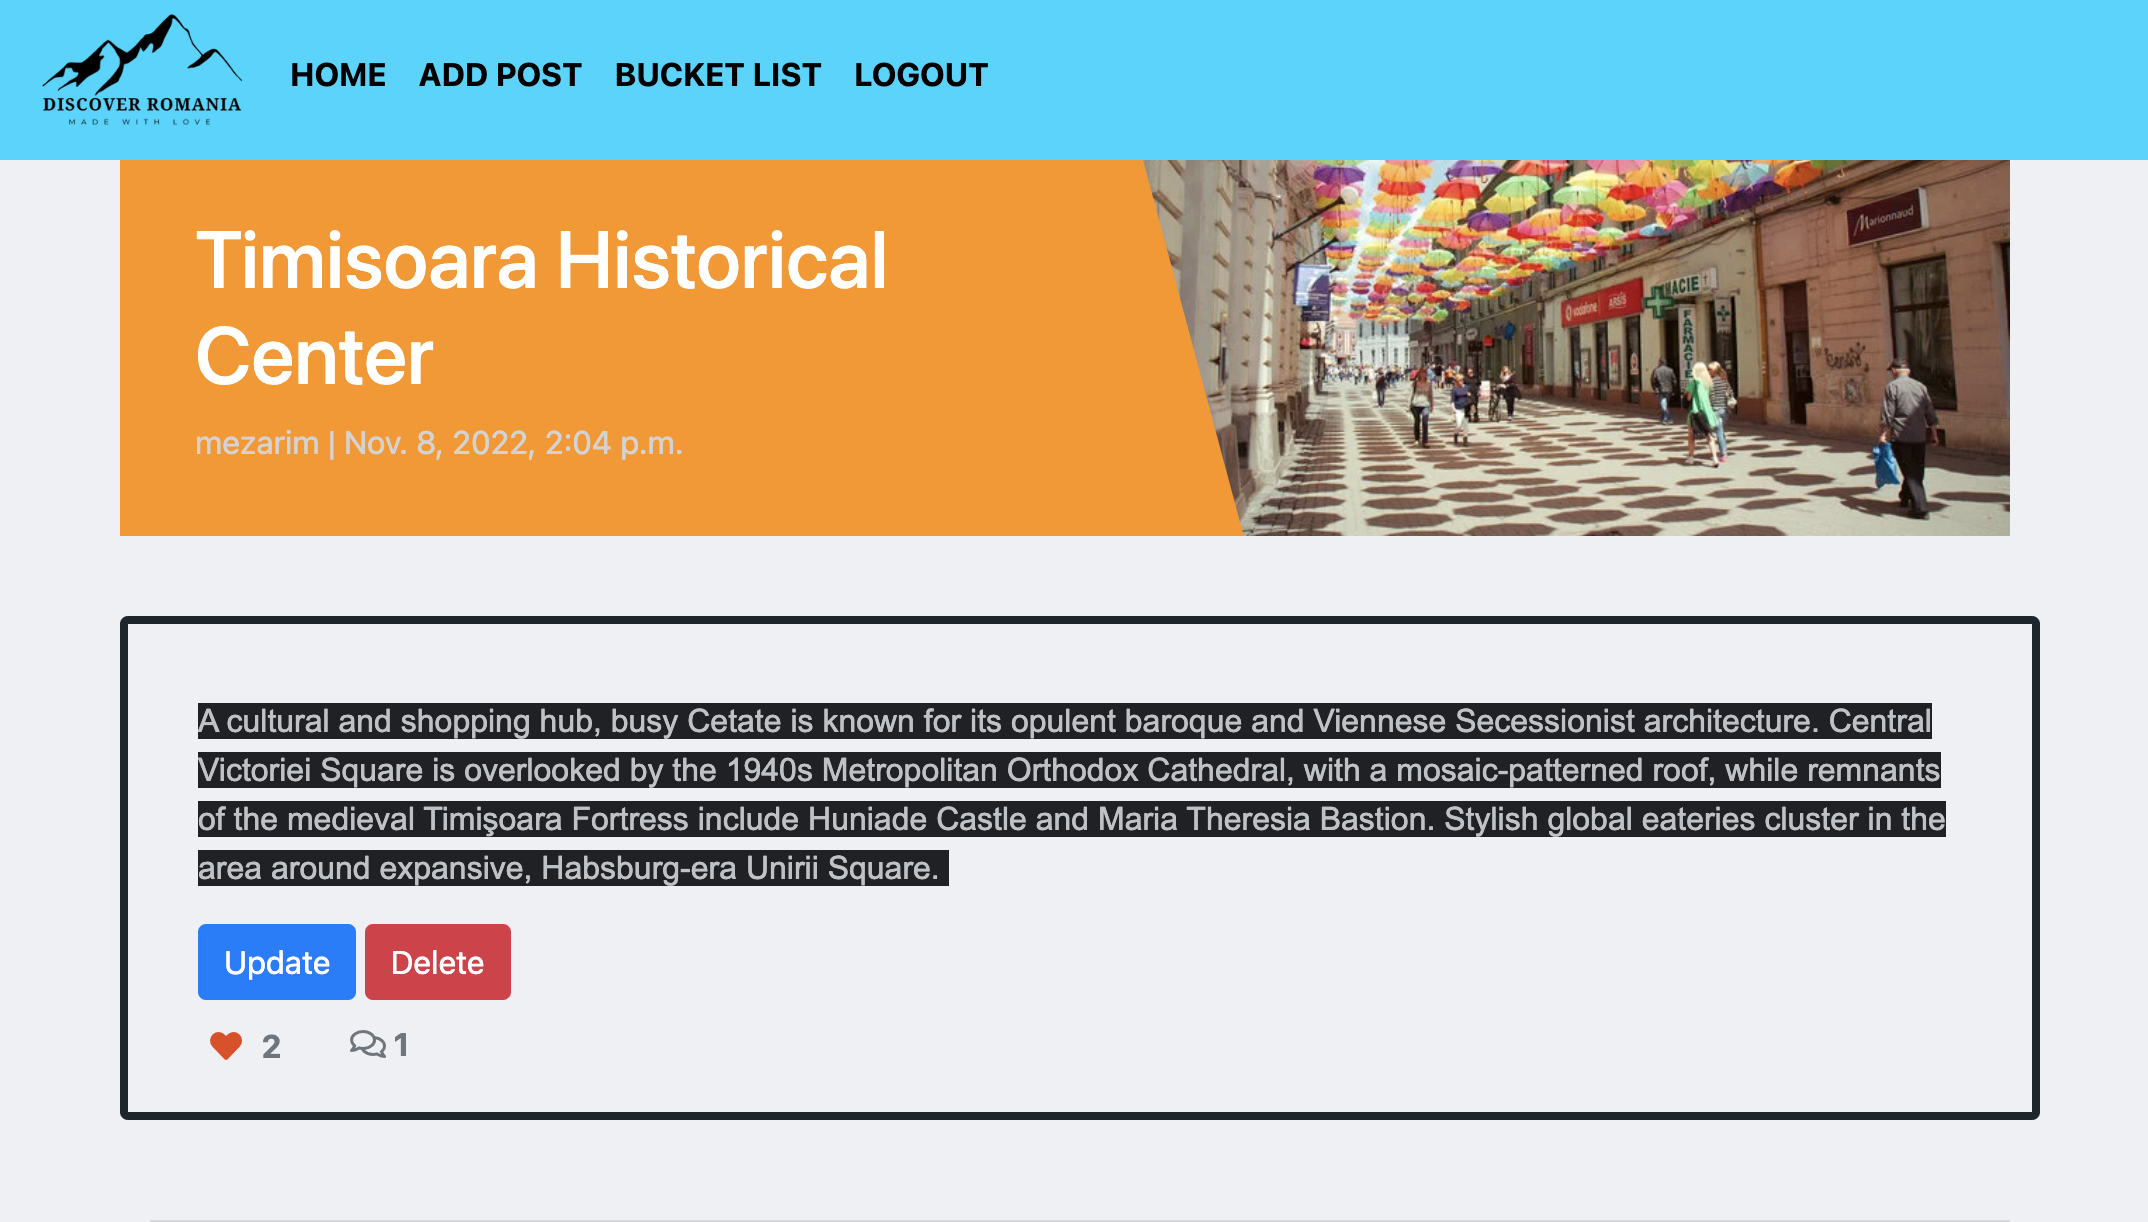 DISCOVER ROMANIA
MADE WITH LOVE
HOME ADD POST BUCKET LIST LOGOUT
Timisoara Historical
Center
mezarim | Nov. 8, 2022, 2:04 p.m.
Marionnaud
vodafone ARSIS
MACIE
FARMACIE
A cultural and shopping hub, busy Cetate is known for its opulent baroque and Viennese Secessionist architecture. Central
Victoriei Square is overlooked by the 1940s Metropolitan Orthodox Cathedral, with a mosaic-patterned roof, while remnants
of the medieval Timişoara Fortress include Huniade Castle and Maria Theresia Bastion. Stylish global eateries cluster in the
area around expansive, Habsburg-era Unirii Square.
Update Delete
2 1